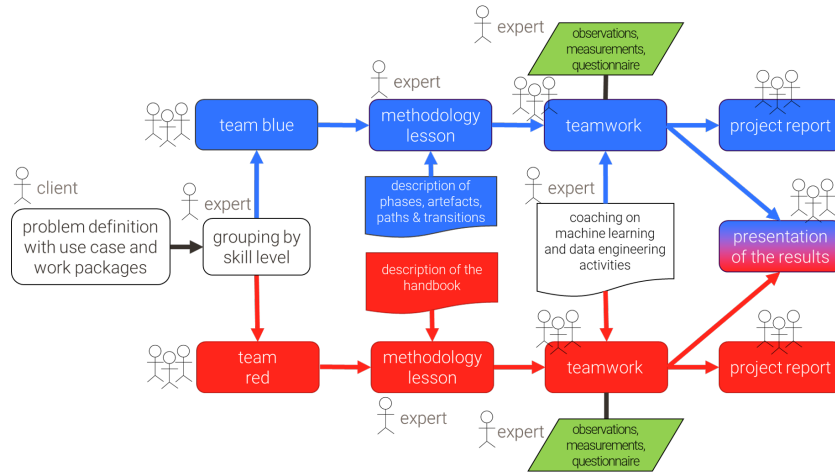 expert
observations,
measurements,
questionnaire
expert
team blue
methodology
lesson
teamwork
project report
client
expert
description of
phases, artefacts,
paths & transitions
expert
problem definition
with use case and
work packages
grouping by
skill level
coaching on
machine learning
and data engineering
activities
presentation
of the results
description of the
handbook
team
red
methodology
lesson
teamwork
project report
expert
expert
observations,
measurements,
questionnaire